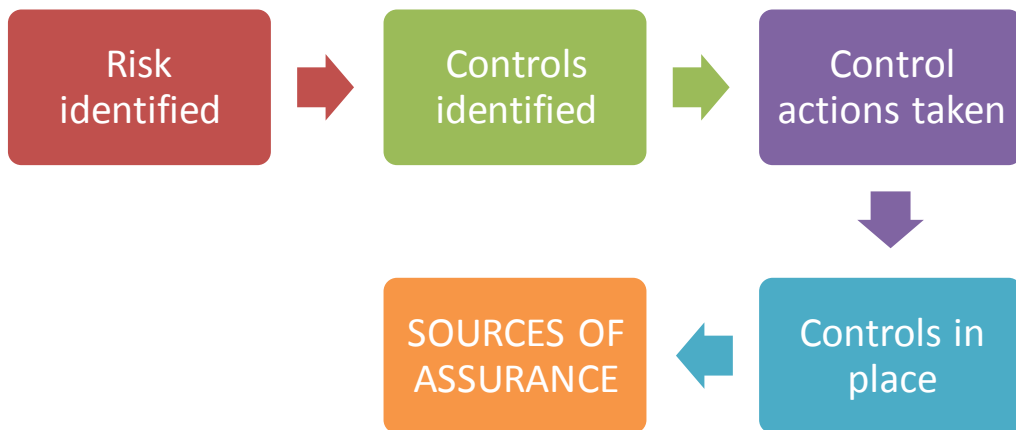 Risk
identified
Controls
identified
Control
actions taken
Controls in
place
SOURCES OF
ASSURANCE